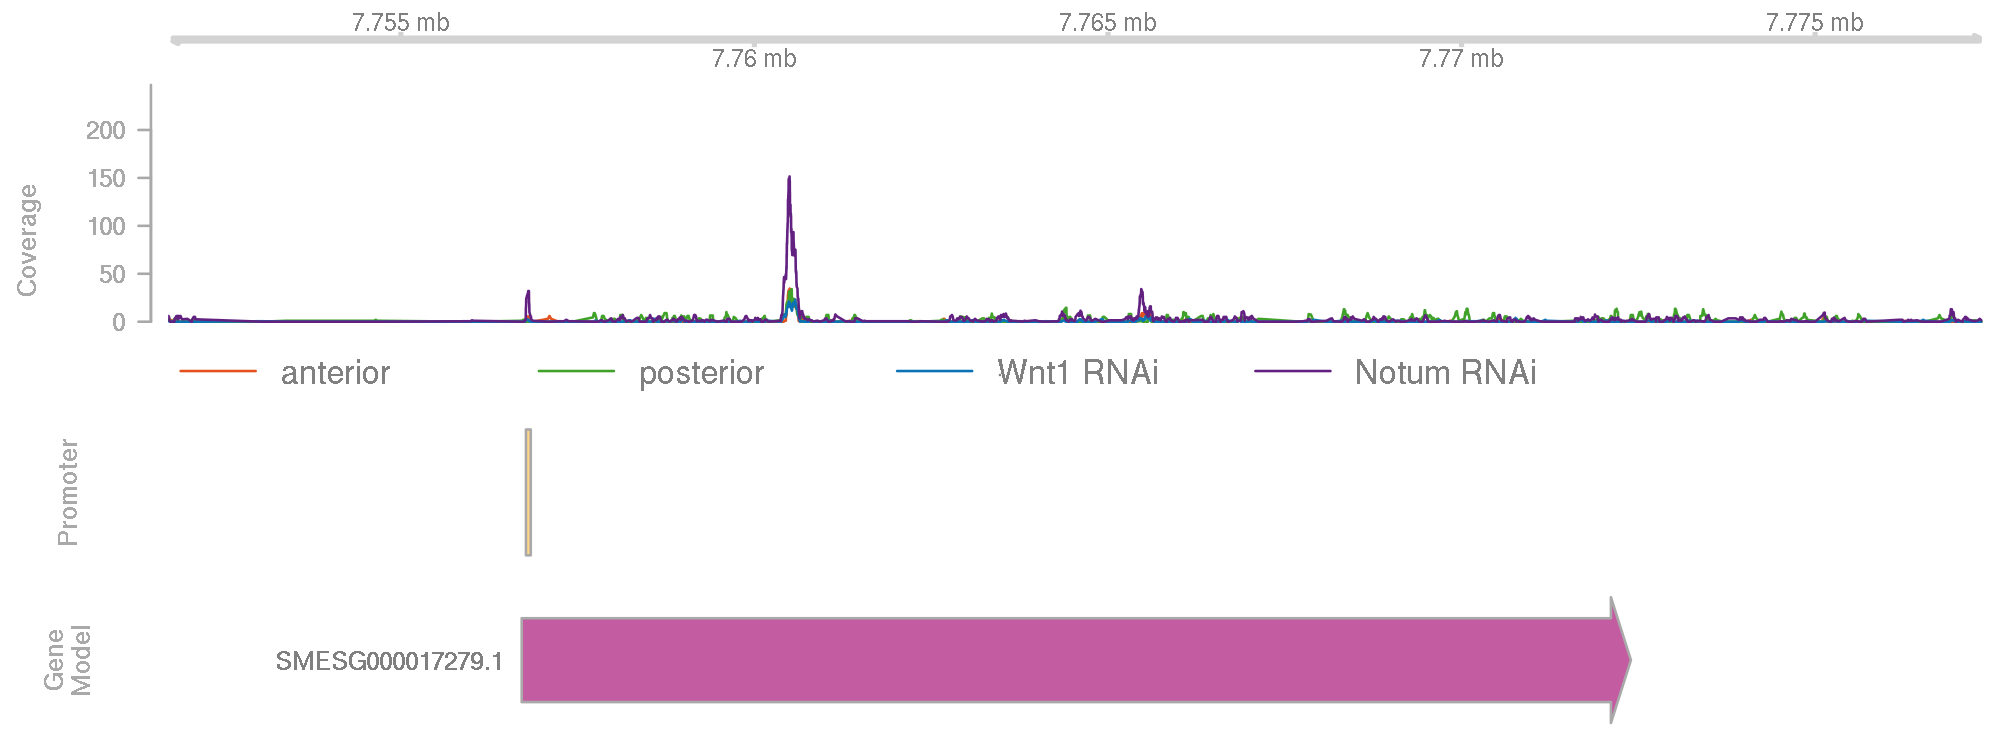 7.755 mb
7.765 mb
7.775 mb
7.76 mb
7.77 mb
Coverage
200
150
100
50
0
anterior
posterior
Wnt1 RNAi
Notum RNAi
Promoter
Gene
Model
SMESG000017279.1